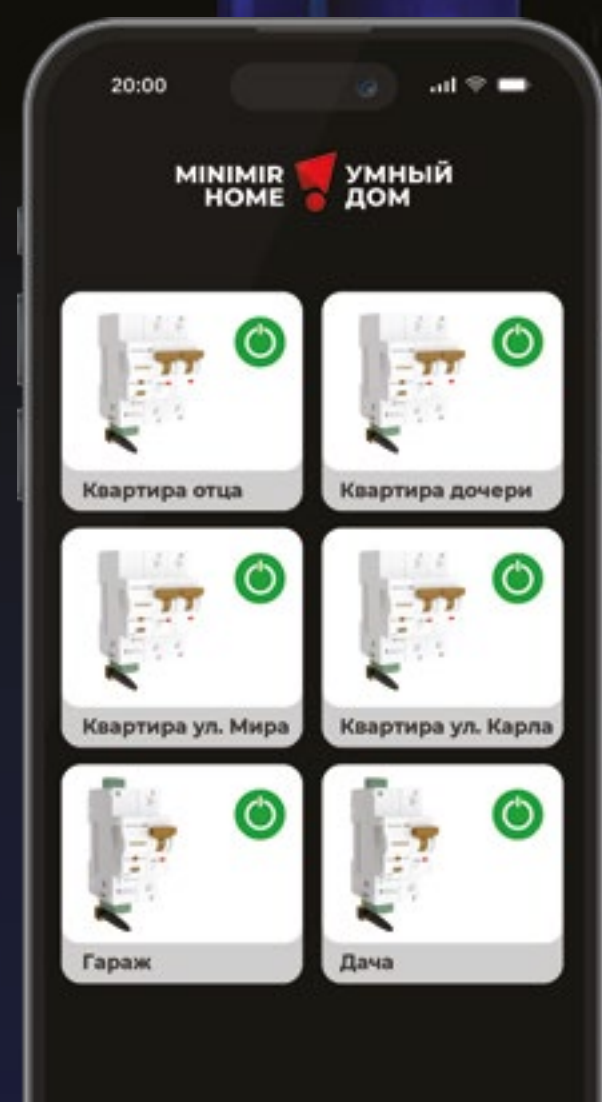 20:00
MINIMIR УМНЫЙ
HOME ДОМ
Квартира отца
Квартира дочери
Квартира ул. Мира
Квартира ул. Карла
Гараж
Дача